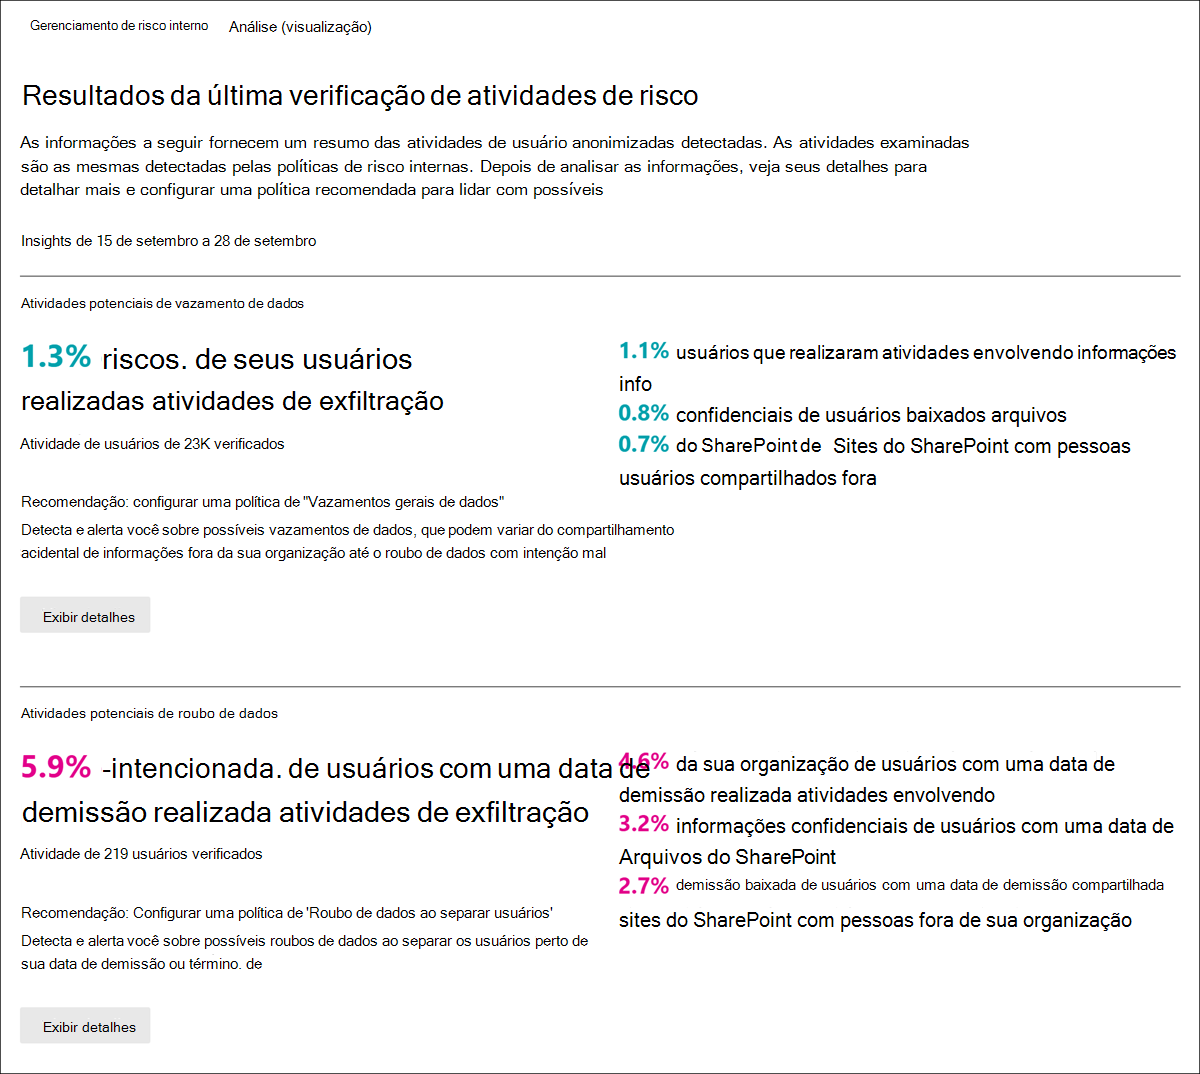 Gerenciamento de risco interno Análise (visualização)
Resultados da última verificação de atividades de risco
As informações a seguir fornecem um resumo das atividades de usuário anonimizadas detectadas. As atividades examinadas
são as mesmas detectadas pelas políticas de risco internas. Depois de analisar as informações, veja seus detalhes para
detalhar mais e configurar uma política recomendada para lidar com possíveis
Insights de 15 de setembro a 28 de setembro
Atividades potenciais de vazamento de dados
1.3% riscos. de seus usuários
realizadas atividades de exfiltração
Atividade de usuários de 23K verificados
Recomendação: configurar uma política de "Vazamentos gerais de dados"
Detecta e alerta você sobre possíveis vazamentos de dados, que podem variar do compartilhamento
acidental de informações fora da sua organização até o roubo de dados com intenção mal
Exibir detalhes
1.1% usuários que realizaram atividades envolvendo informações
info
0.8% confidenciais de usuários baixados arquivos
0.7% do SharePoint de Sites do SharePoint com pessoas
usuários compartilhados fora
Atividades potenciais de roubo de dados
5.9% -intencionada. de usuários com uma data de
demissão realizada atividades de exfiltração
Atividade de 219 usuários verificados
Recomendação: Configurar uma política de 'Roubo de dados ao separar usuários'
Detecta e alerta você sobre possíveis roubos de dados ao separar os usuários perto de
sua data de demissão ou término. de
Exibir detalhes
4.6% da sua organização de usuários com uma data de
demissão realizada atividades envolvendo
3.2% informações confidenciais de usuários com uma data de
Arquivos do SharePoint
2.7% demissão baixada de usuários com uma data de demissão compartilhada
sites do SharePoint com pessoas fora de sua organização